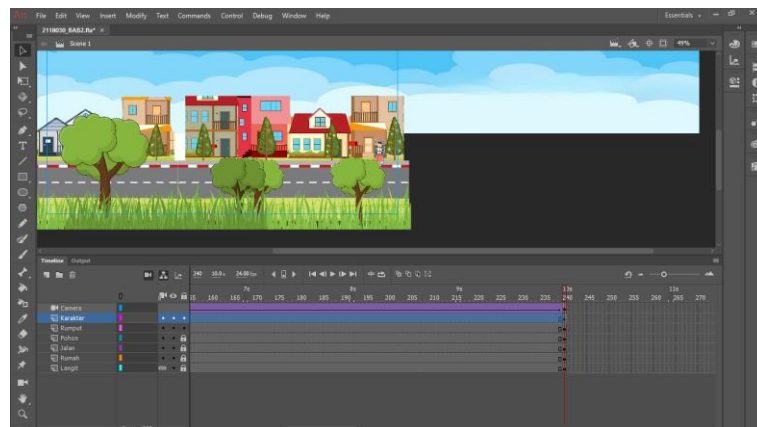 An File Edit View Insert Modify Text Commands Control Debug Window Help Essentials
2118050_BAB2.fla* ×
Scene 1 49%
Timeline Output
240 10.0s 24.00fps
7s 8s 9s 10s 11s
155 160 165 170 175 180 185 190 195 200 205 210 215 220 225 230 235 240 245 250 255 260 265 270
Camera
Karakter
Rumput
Pohon
Jalan
Rumah
Langit